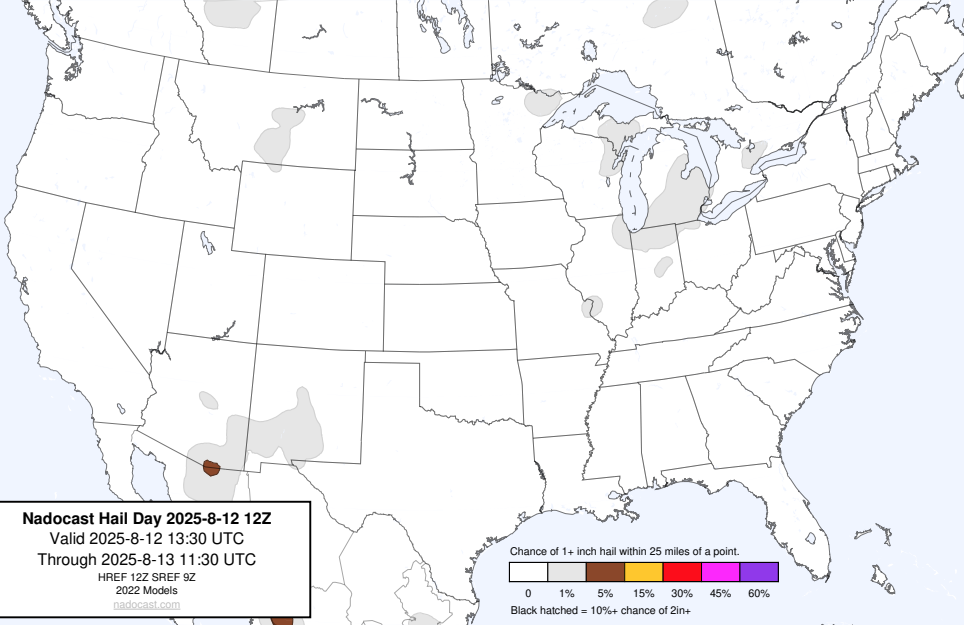 Nadocast Hail Day 2025-8-12 12Z
Valid 2025-8-12 13:30 UTC
Through 2025-8-13 11:30 UTC
HREF 12Z SREF 9Z
2022 Models
nadocast.com
Chance of 1+ inch hail within 25 miles of a point.
0 1% 5% 15% 30% 45% 60%
Black hatched = 10%+ chance of 2in+